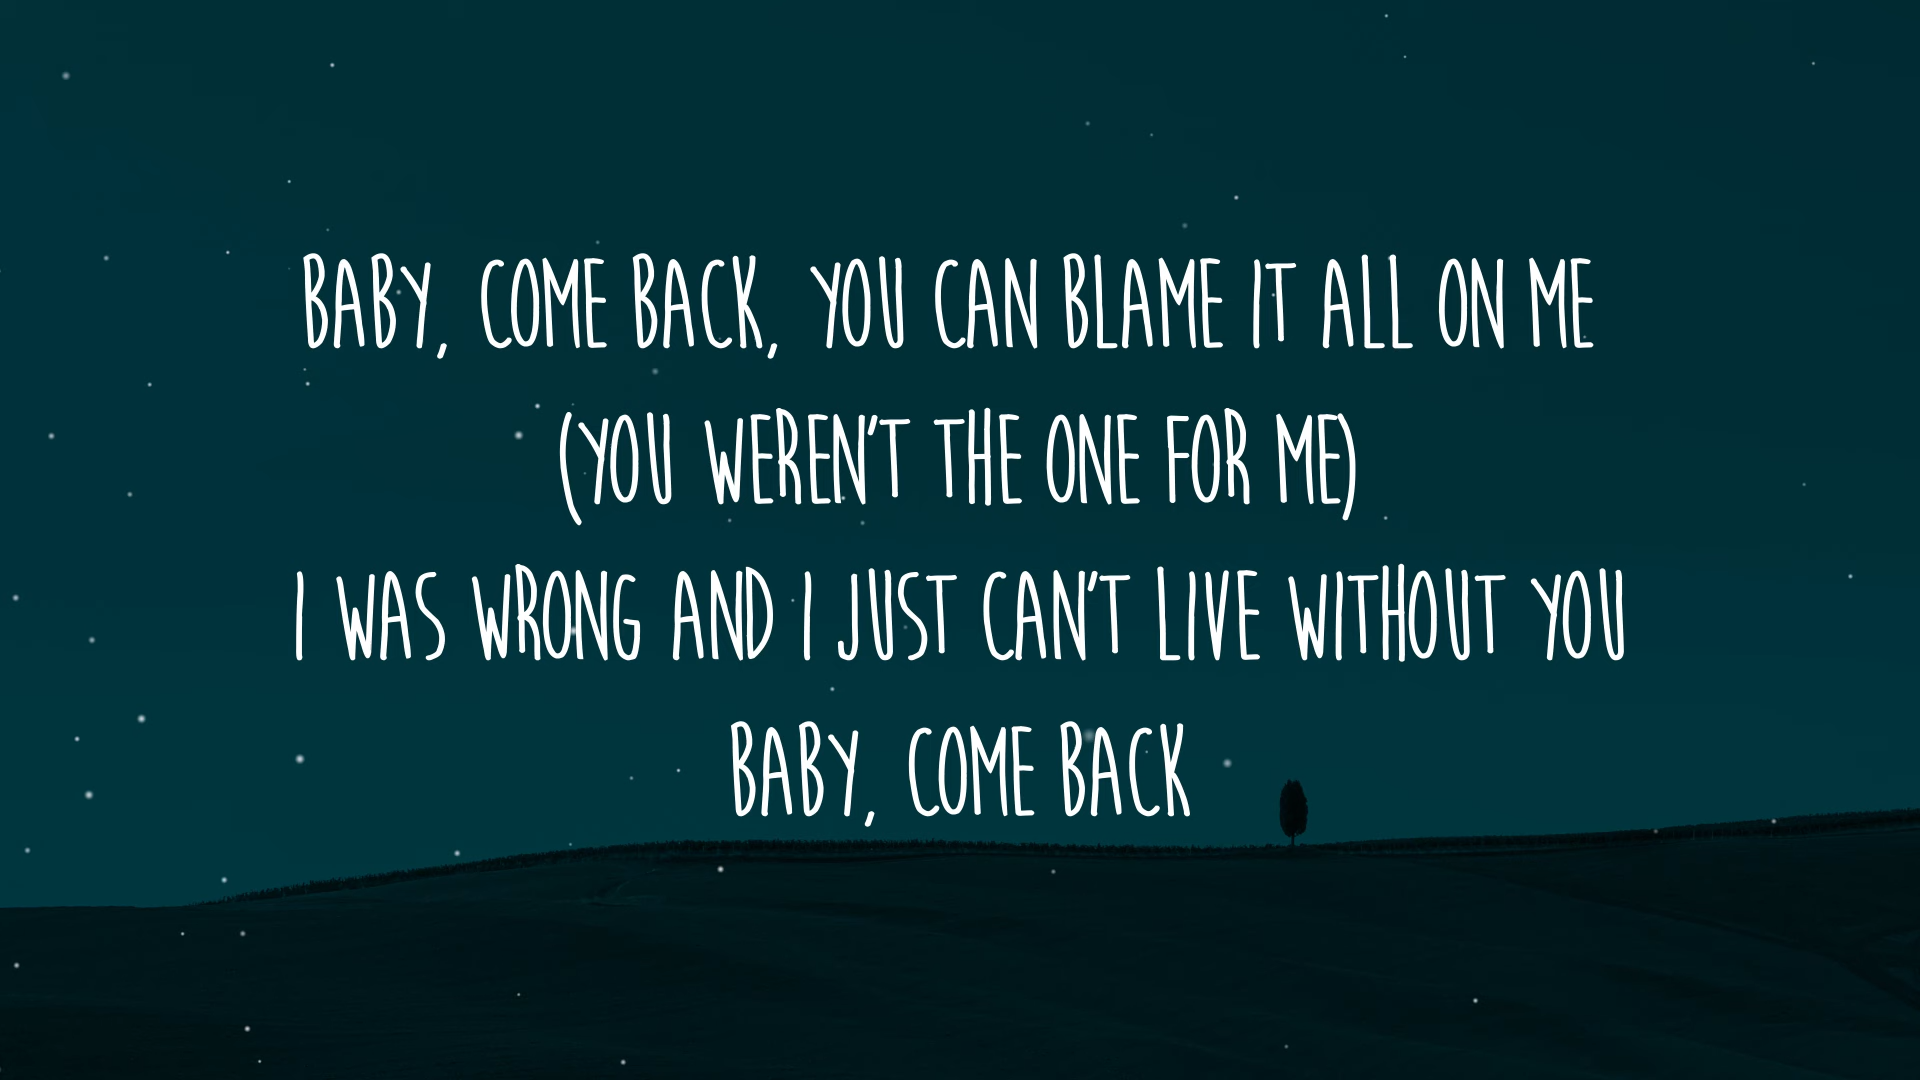 BABY, COME BACK, YOU CAN BLAME IT ALL ON ME
(YOU WEREN'T THE ONE FOR ME)
I WAS WRONG AND I JUST CAN'T LIVE WITHOUT YOU
BABY, COME BACK